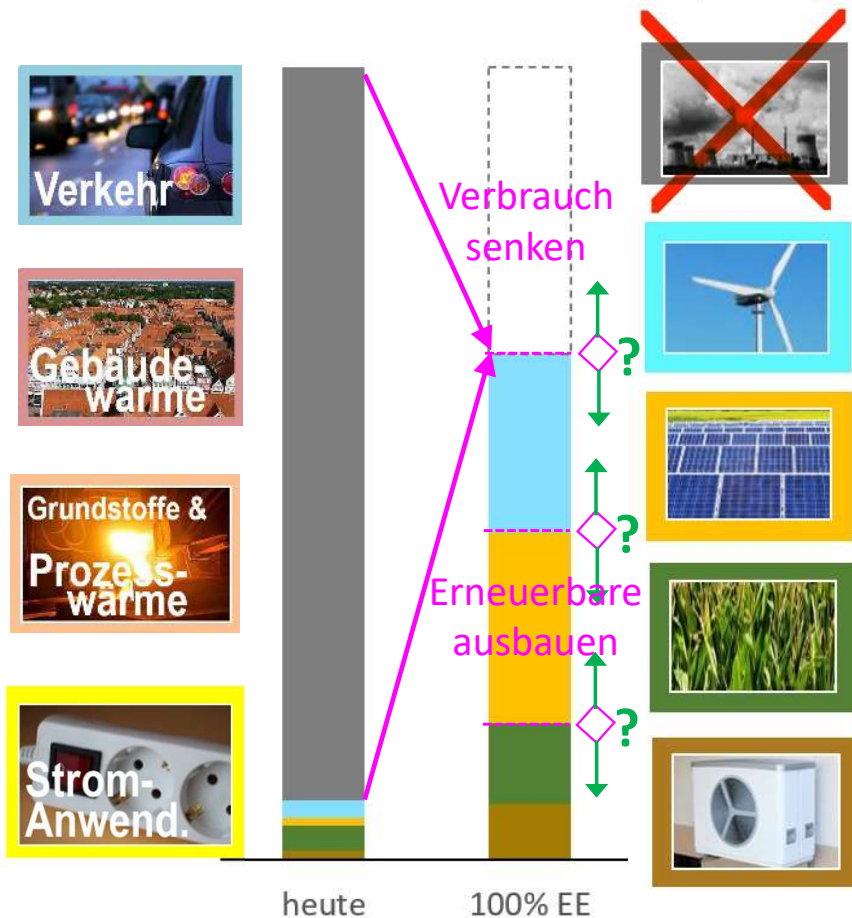 Verkehr
Gebäude-
wärme
Grundstoffe &
Prozess-
wärme
Strom-
Anwend.
Verbrauch
senken
?
?
Erneuerbare
ausbauen
?
heute
100% EE